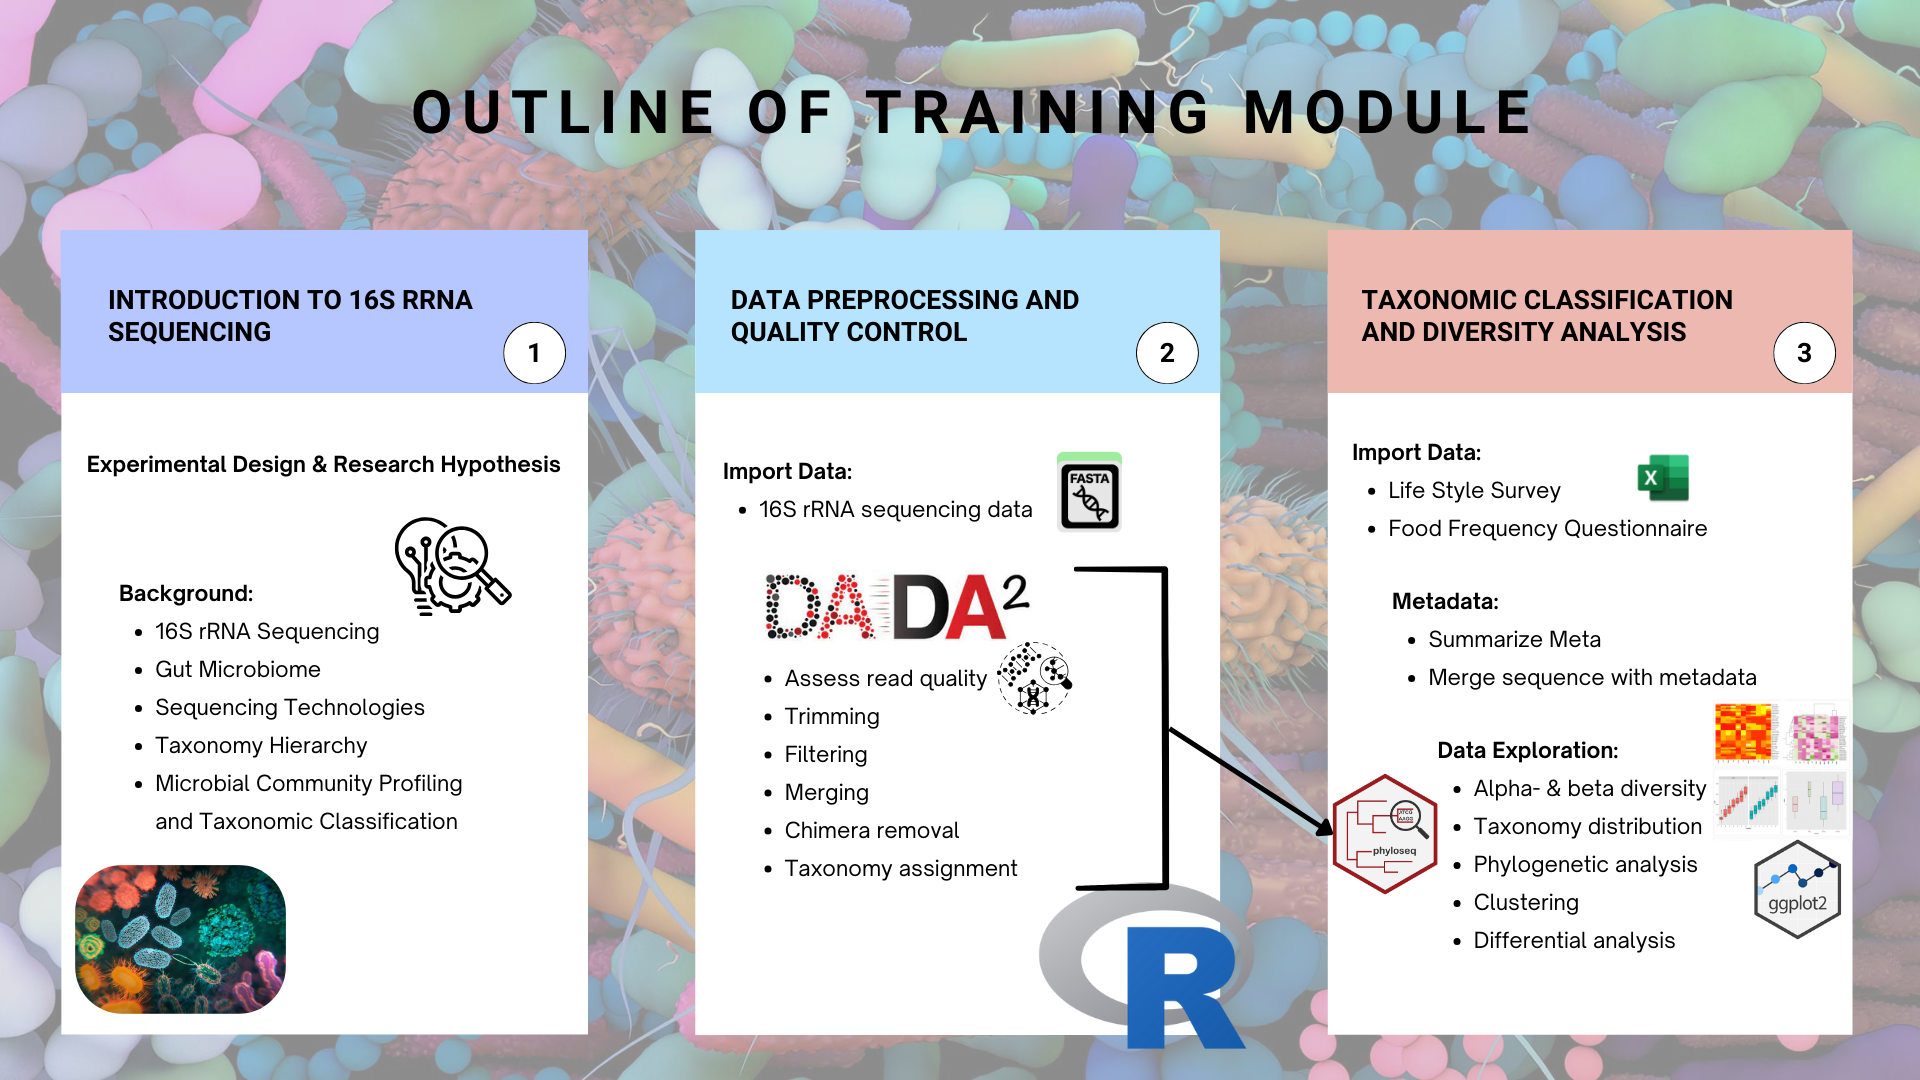 OUTLINE OF TRAINING MODULE
INTRODUCTION TO 16S RRNA
SEQUENCING
1
Experimental Design & Research Hypothesis
Background:
• 16S rRNA Sequencing
• Gut Microbiome
• Sequencing Technologies
• Taxonomy Hierarchy
• Microbial Community Profiling
and Taxonomic Classification
DATA PREPROCESSING AND
QUALITY CONTROL
2
Import Data:
• 16S rRNA sequencing data
FASTA
DADA2
• Assess read quality
• Trimming
• Filtering
• Merging
• Chimera removal
• Taxonomy assignment
R
TAXONOMIC CLASSIFICATION
AND DIVERSITY ANALYSIS
3
Import Data:
• Life Style Survey
• Food Frequency Questionnaire
X
Metadata:
• Summarize Meta
• Merge sequence with metadata
Data Exploration:
• Alpha- & beta diversity
• Taxonomy distribution
• Phylogenetic analysis
• Clustering
• Differential analysis
phyloseq
ggplot2